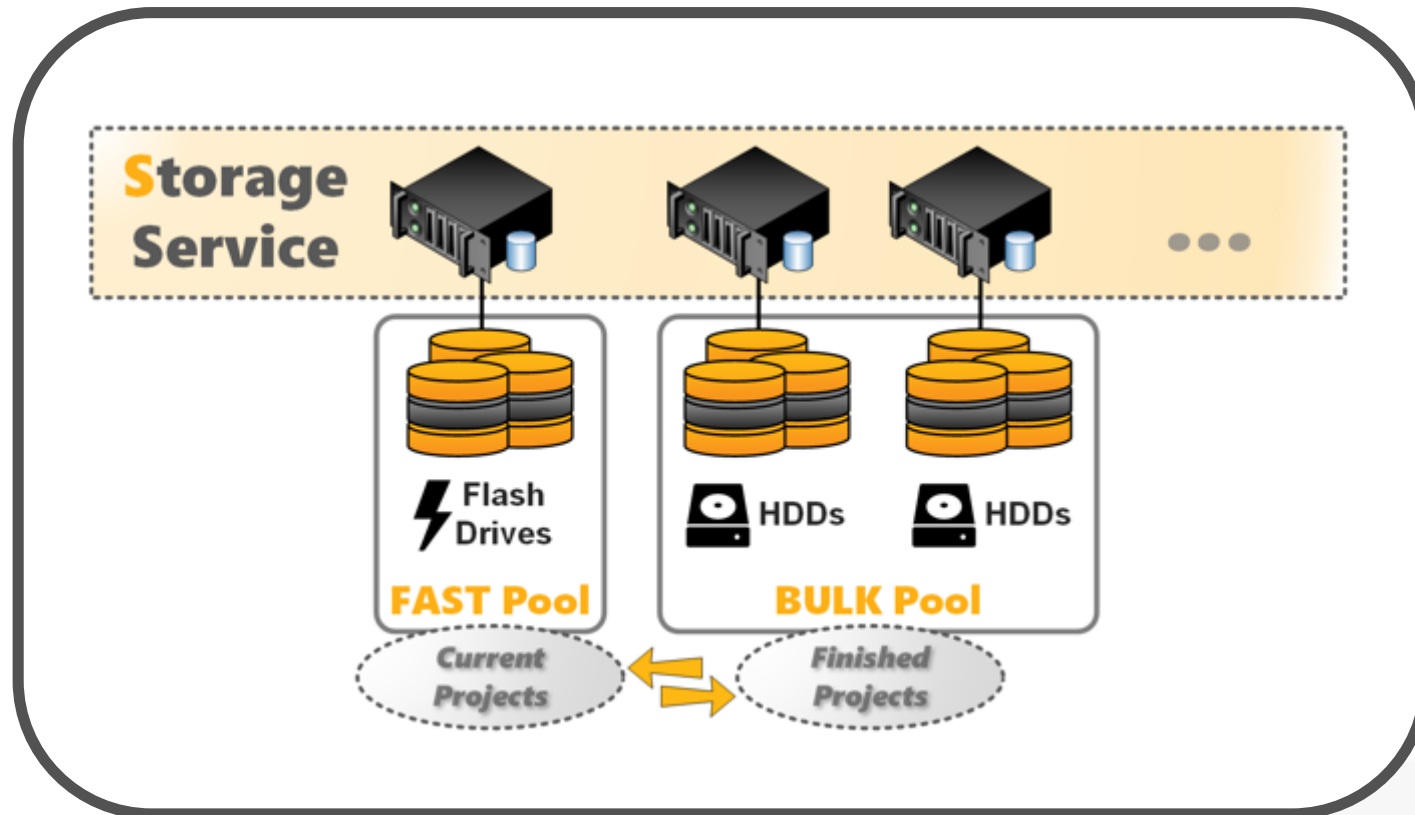 Storage
Service
Flash
Drives
HDDs
HDDs
FAST Pool
BULK Pool
Current
Projects
Finished
Projects